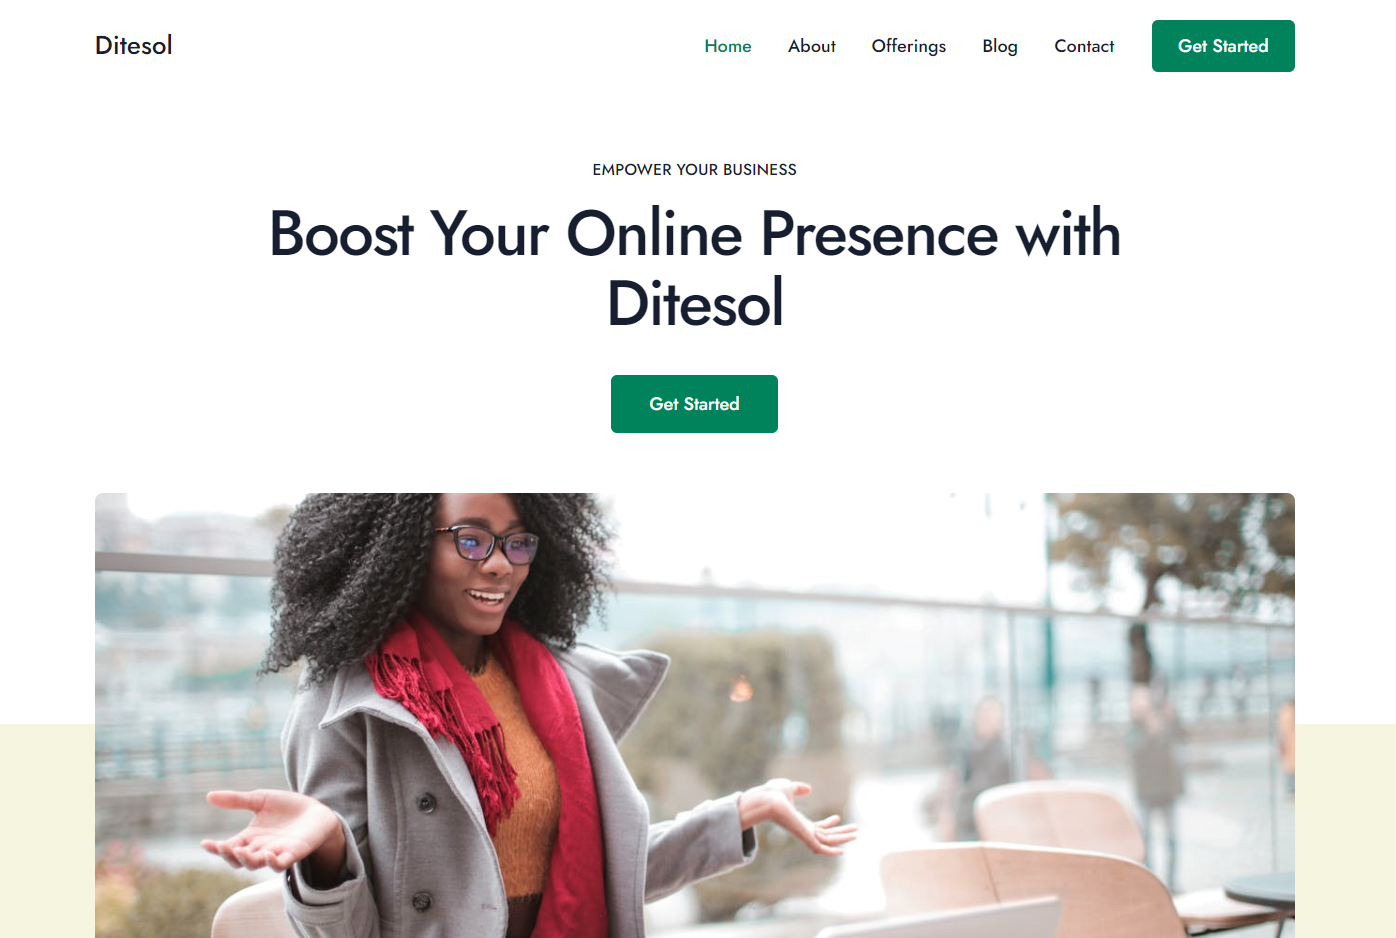 Ditesol
Home
About
Offerings
Blog
Contact
Get Started
EMPOWER YOUR BUSINESS
Boost Your Online Presence with
Ditesol
Get Started